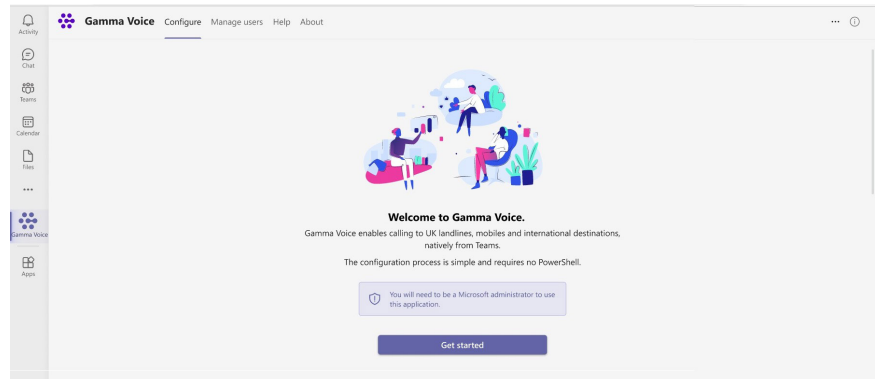 Activity
Chat
Teams
Calendar
Files
Gamma Voice
Apps
Gamma Voice Configure Manage users Help About
Welcome to Gamma Voice.
Gamma Voice enables calling to UK landlines, mobiles and international destinations,
natively from Teams.
The configuration process is simple and requires no PowerShell.
You will need to be a Microsoft administrator to use
this application.
Get started